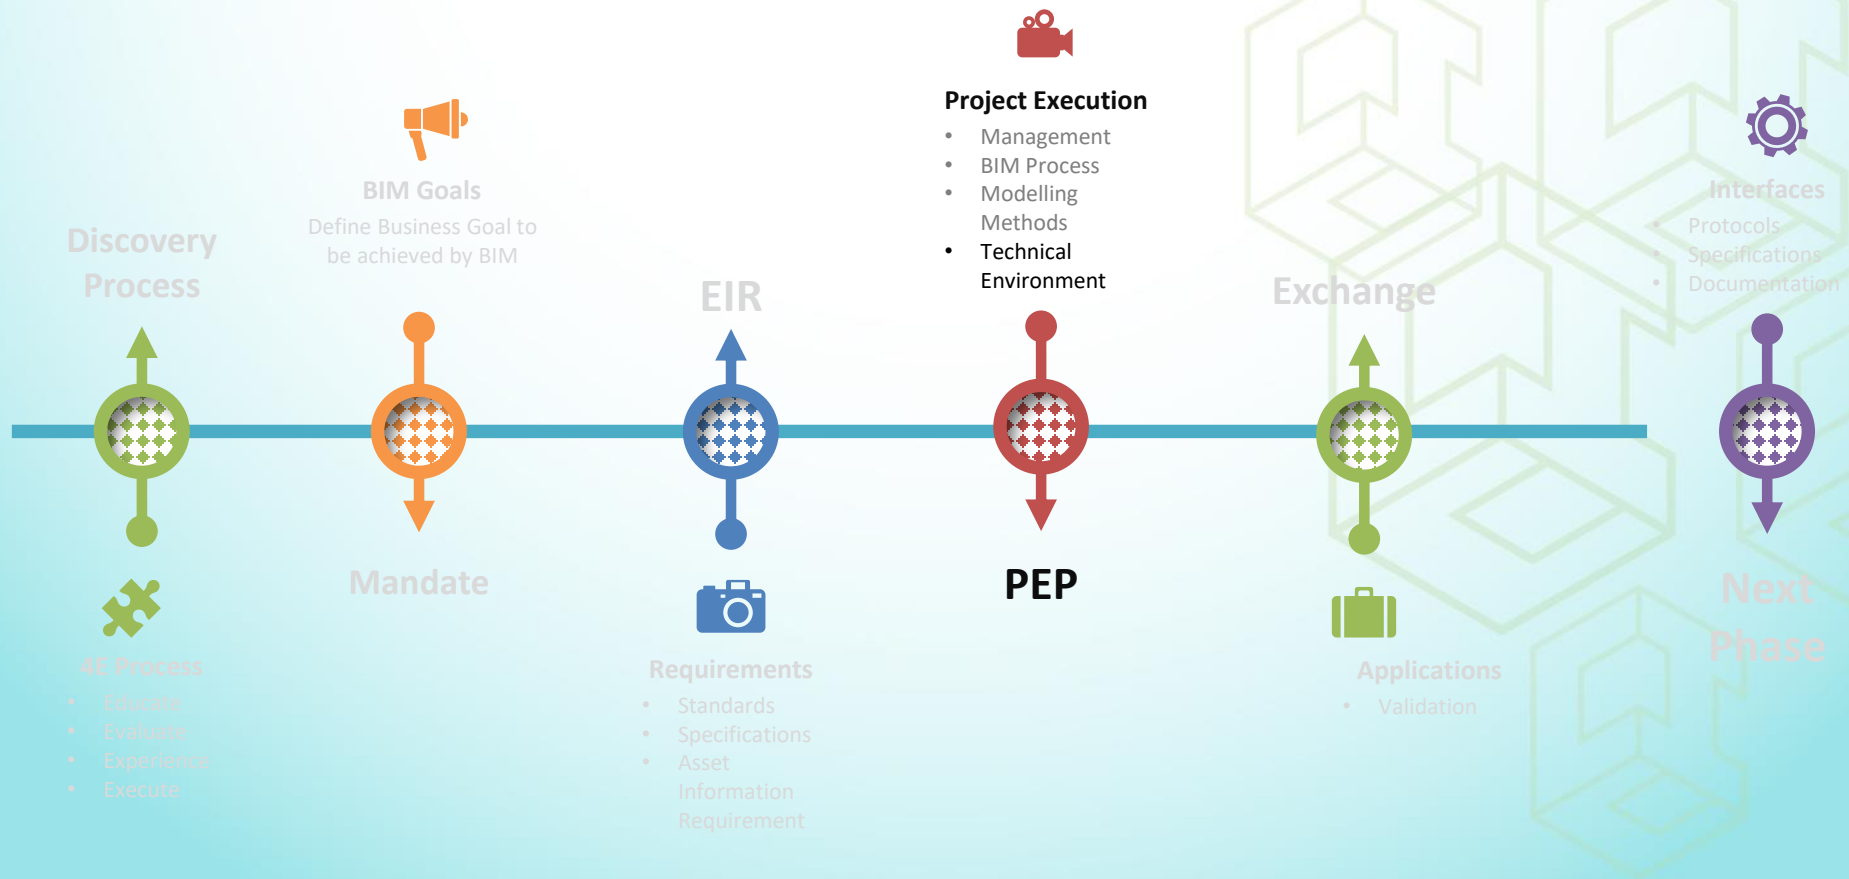 Discovery
Process
4E Process
• Educate
• Evaluate
• Experience
• Execute
BIM Goals
Define Business Goal to
be achieved by BIM
Mandate
EIR
Requirements
• Standards
• Specifications
• Asset
Information
Requirement
Project Execution
• Management
• BIM Process
• Modelling
Methods
• Technical
Environment
PEP
Exchange
Applications
• Validation
Interfaces
• Protocols
• Specifications
• Documentation
Next
Phase